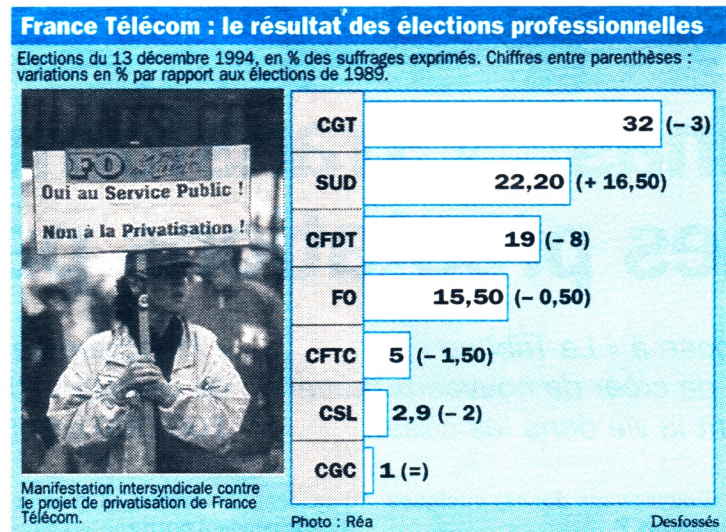 France Télécom : le résultat des élections professionnelles
Elections du 13 décembre 1994, en % des suffrages exprimés. Chiffres entre parenthèses :
variations en % par rapport aux élections de 1989.
FO
Oui au Service Public !
Non à la Privatisation !
CGT 32 (– 3)
SUD 22,20 (+ 16,50)
CFDT 19 (– 8)
FO 15,50 (– 0,50)
CFTC 5 (– 1,50)
CSL 2,9 (– 2)
CGC 1 (=)
Manifestation intersyndicale contre
le projet de privatisation de France
Télécom.
Photo : Réa
Desfossés